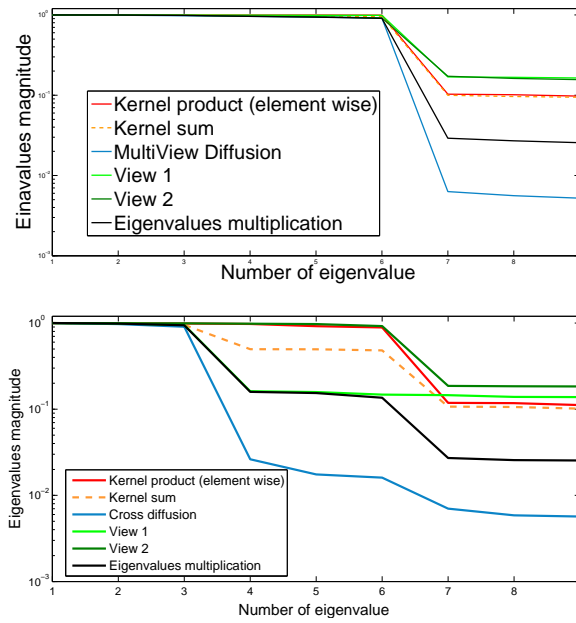 10^0
10^-1
10^-2
10^-3
Einavalues magnitude
Kernel product (element wise)
Kernel sum
MultiView Diffusion
View 1
View 2
Eigenvalues multiplication
1 2 3 4 5 6 7 8
Number of eigenvalue
10^0
10^-1
10^-2
10^-3
Eigenvalues magnitude
Kernel product (element wise)
Kernel sum
Cross diffusion
View 1
View 2
Eigenvalues multiplication
1 2 3 4 5 6 7 8
Number of eigenvalue